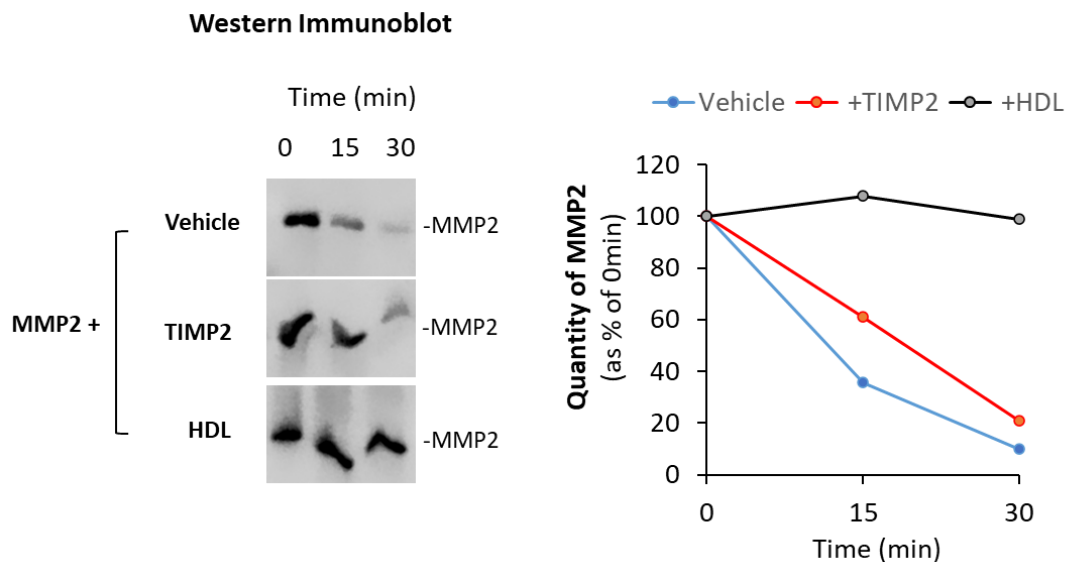 Western Immunoblot
Time (min)
0 15 30
Vehicle
-MMP2
MMP2 +
TIMP2
-MMP2
HDL
-MMP2
Vehicle +TIMP2 +HDL
Quantity of MMP2
(as % of 0min)
120
100
80
60
40
20
0
0 15 30
Time (min)